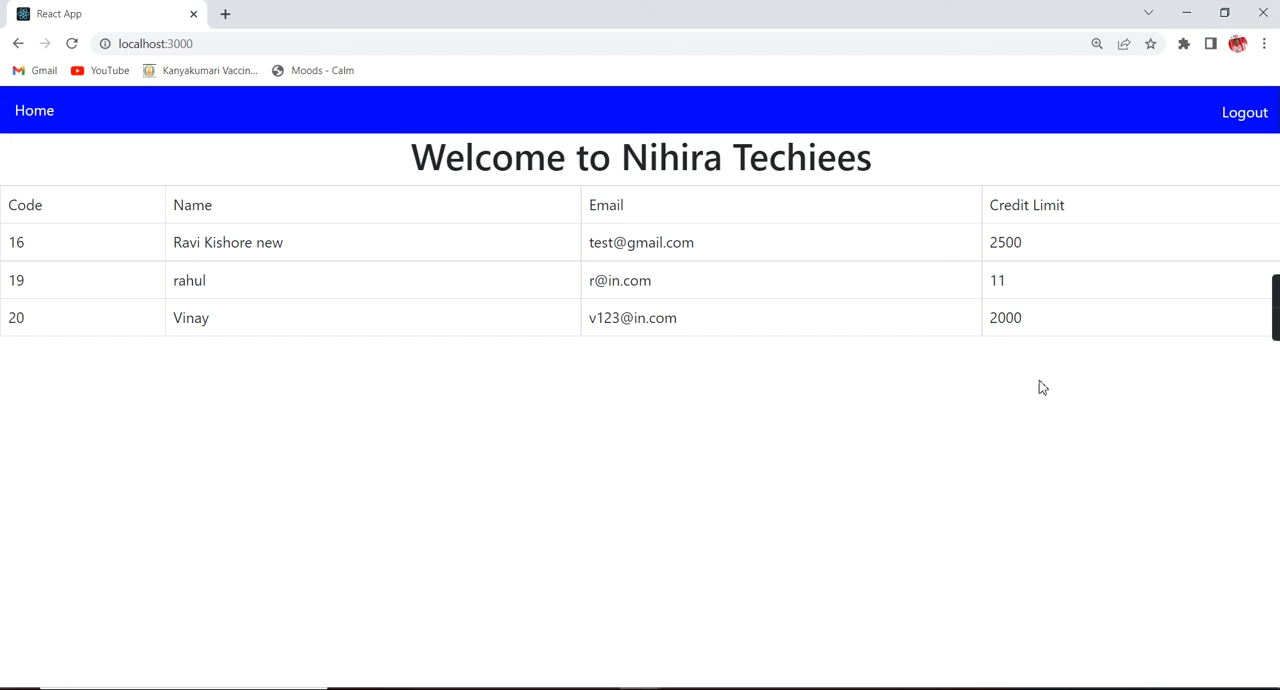 React App
localhost:3000
Gmail YouTube Kanyakumari Vaccin... Moods - Calm
Home Logout
Welcome to Nihira Techiees
Code Name Email Credit Limit
16 Ravi Kishore new test@gmail.com 2500
19 rahul r@in.com 11
20 Vinay v123@in.com 2000